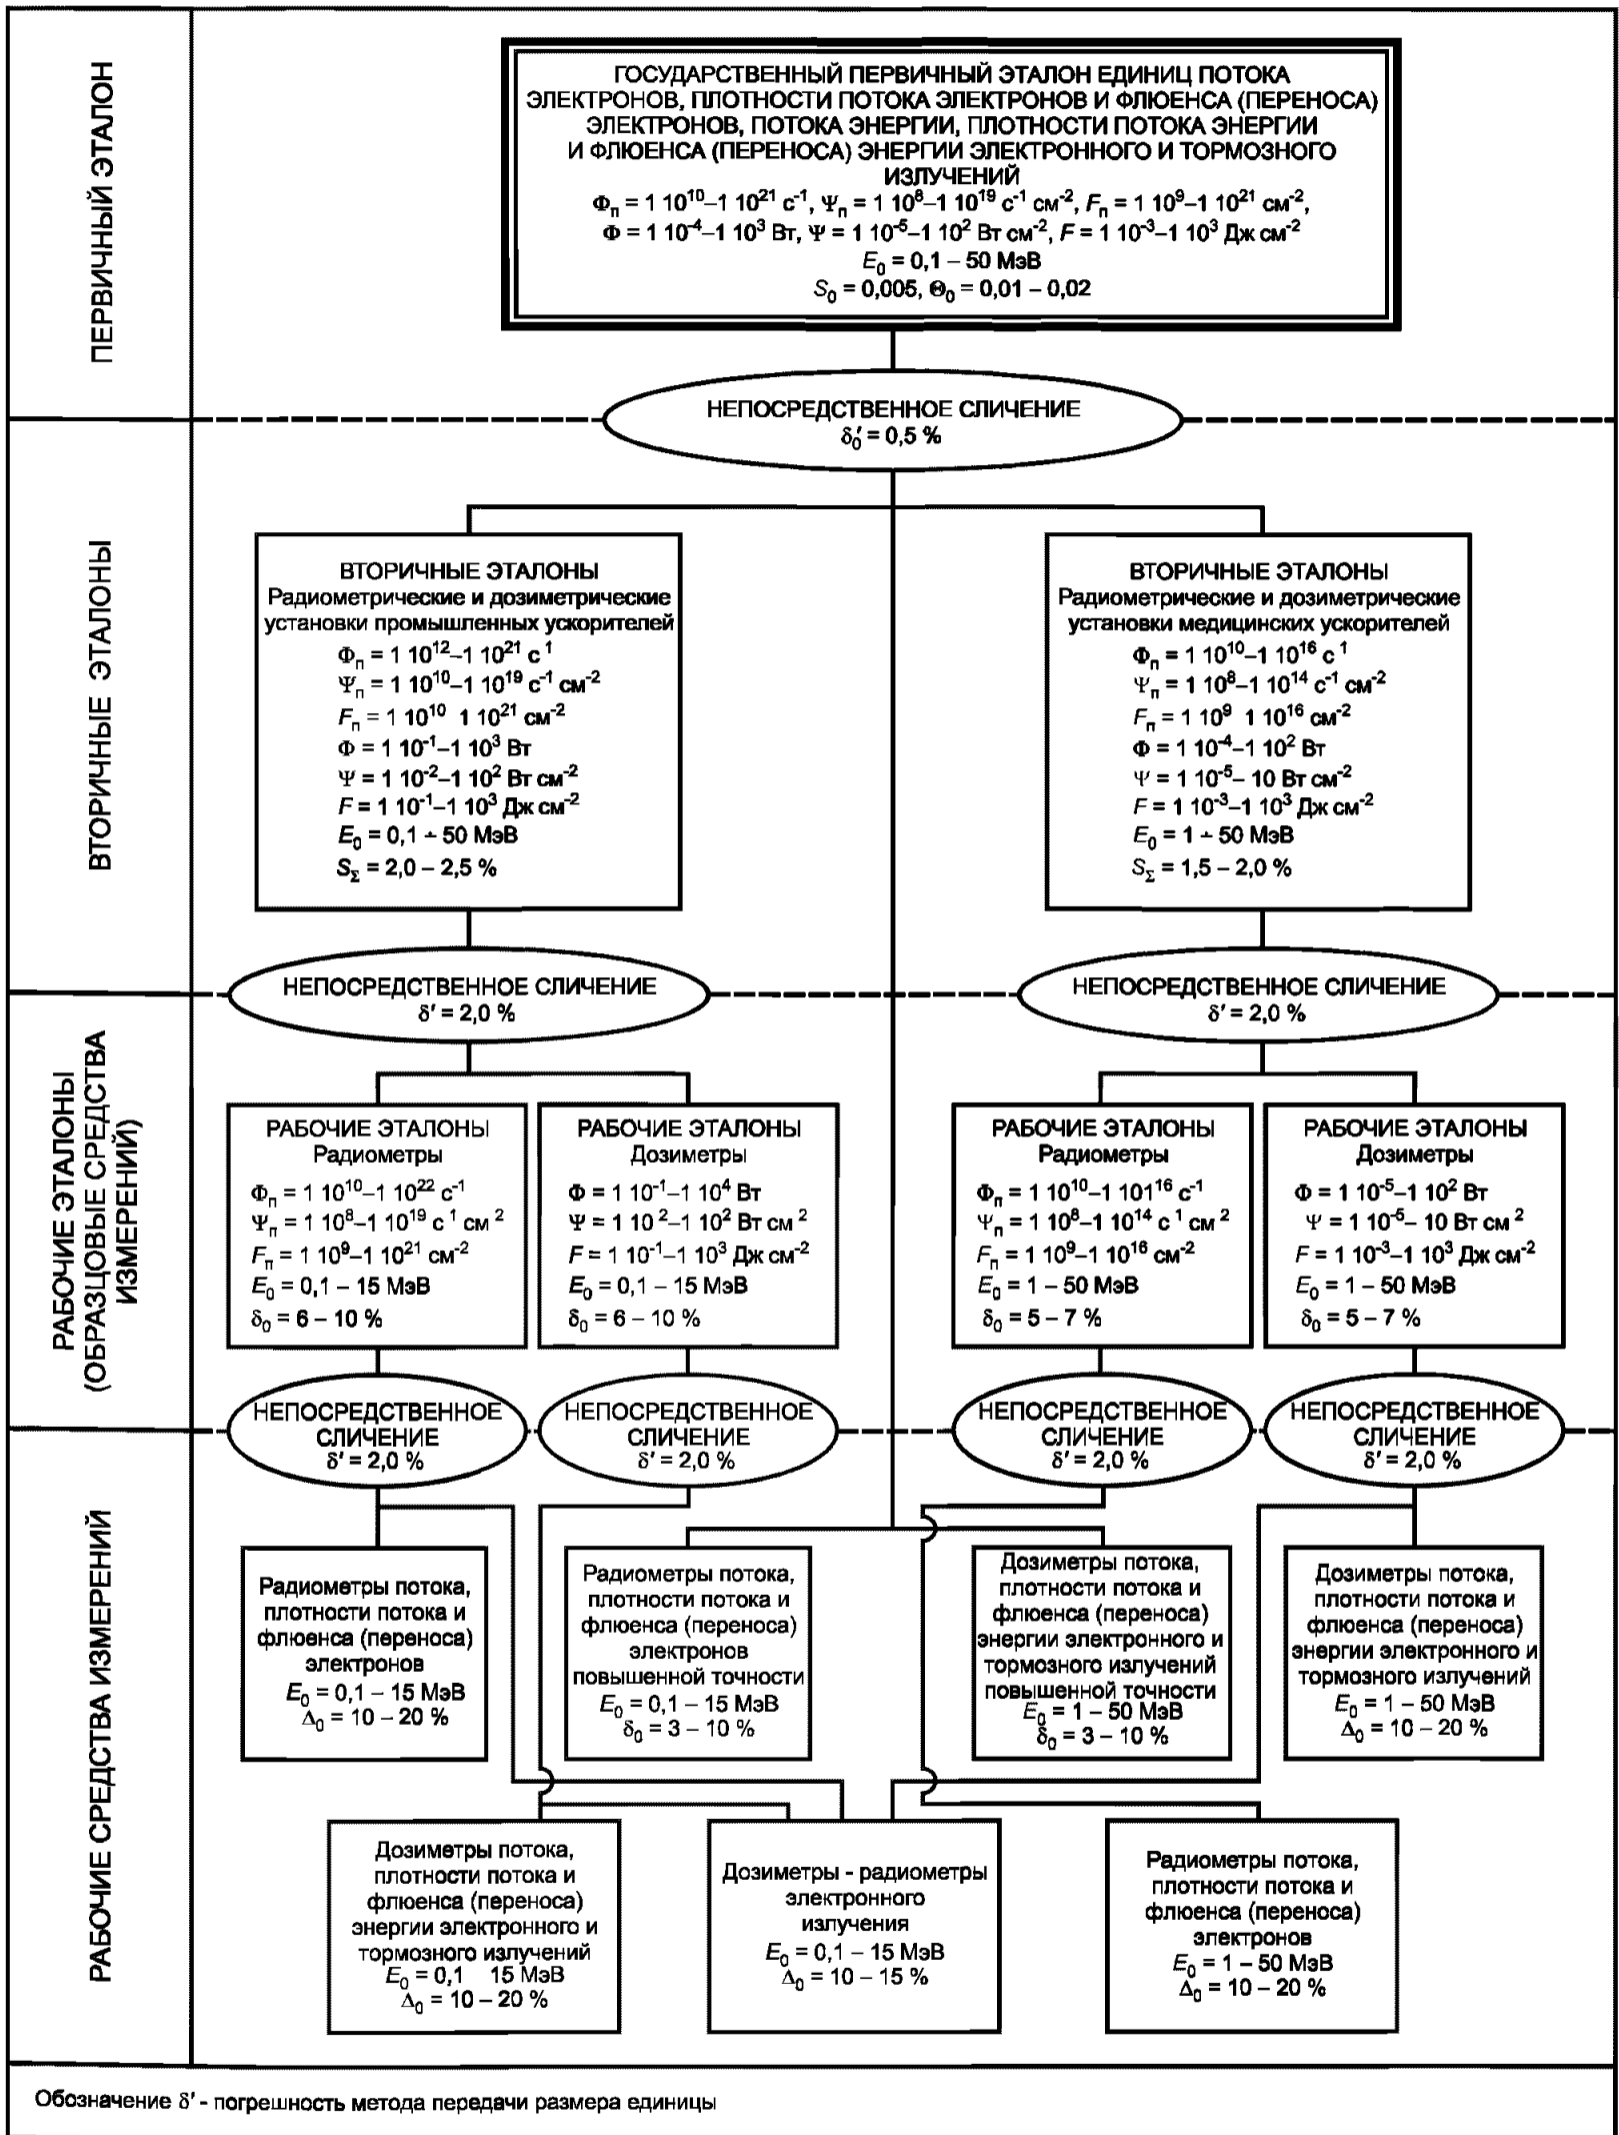 ПЕРВИЧНЫЙ ЭТАЛОН
ГОСУДАРСТВЕННЫЙ ПЕРВИЧНЫЙ ЭТАЛОН ЕДИНИЦ ПОТОКА
ЭЛЕКТРОНОВ, ПЛОТНОСТИ ПОТОКА ЭЛЕКТРОНОВ И ФЛЮЕНСА (ПЕРЕНОСА)
ЭЛЕКТРОНОВ, ПОТОКА ЭНЕРГИИ, ПЛОТНОСТИ ПОТОКА ЭНЕРГИИ
И ФЛЮЕНСА (ПЕРЕНОСА) ЭНЕРГИИ ЭЛЕКТРОННОГО И ТОРМОЗНОГО
ИЗЛУЧЕНИЙ
Φп = 1 10¹⁰–1 10²¹ с⁻¹, Ψп = 1 10⁸–1 10¹⁹ с⁻¹ см⁻², Fп = 1 10⁹–1 10²¹ см⁻²,
Φ = 1 10⁻⁴–1 10³ Вт, Ψ = 1 10⁻⁵–1 10² Вт см⁻², F = 1 10⁻³–1 10³ Дж см⁻²
E₀ = 0,1 – 50 МэВ
S₀ = 0,005, Θ₀ = 0,01 – 0,02
НЕПОСРЕДСТВЕННОЕ СЛИЧЕНИЕ
δ₀′ = 0,5 %
ВТОРИЧНЫЕ ЭТАЛОНЫ
ВТОРИЧНЫЕ ЭТАЛОНЫ
Радиометрические и дозиметрические
установки промышленных ускорителей
Φп = 1 10¹²–1 10²¹ с ¹
Ψп = 1 10¹⁰–1 10¹⁹ с⁻¹ см⁻²
Fп = 1 10¹⁰ 1 10²¹ см⁻²
Φ = 1 10⁻¹–1 10³ Вт
Ψ = 1 10⁻²–1 10² Вт см⁻²
F = 1 10⁻¹–1 10³ Дж см⁻²
E₀ = 0,1 ÷ 50 МэВ
S_Σ = 2,0 – 2,5 %
ВТОРИЧНЫЕ ЭТАЛОНЫ
Радиометрические и дозиметрические
установки медицинских ускорителей
Φп = 1 10¹⁰–1 10¹⁶ с ¹
Ψп = 1 10⁸–1 10¹⁴ с⁻¹ см⁻²
Fп = 1 10⁹ 1 10¹⁶ см⁻²
Φ = 1 10⁻⁴–1 10² Вт
Ψ = 1 10⁻⁵– 10 Вт см⁻²
F = 1 10⁻³–1 10³ Дж см⁻²
E₀ = 1 ÷ 50 МэВ
S_Σ = 1,5 – 2,0 %
НЕПОСРЕДСТВЕННОЕ СЛИЧЕНИЕ
δ′ = 2,0 %
НЕПОСРЕДСТВЕННОЕ СЛИЧЕНИЕ
δ′ = 2,0 %
РАБОЧИЕ ЭТАЛОНЫ
(ОБРАЗЦОВЫЕ СРЕДСТВА
ИЗМЕРЕНИЙ)
РАБОЧИЕ ЭТАЛОНЫ
Радиометры
Φп = 1 10¹⁰–1 10²² с⁻¹
Ψп = 1 10⁸–1 10¹⁹ с ¹ см ²
Fп = 1 10⁹–1 10²¹ см⁻²
E₀ = 0,1 – 15 МэВ
δ₀ = 6 – 10 %
РАБОЧИЕ ЭТАЛОНЫ
Дозиметры
Φ = 1 10⁻¹–1 10⁴ Вт
Ψ = 1 10 ²–1 10² Вт см ²
F = 1 10⁻¹–1 10³ Дж см⁻²
E₀ = 0,1 – 15 МэВ
δ₀ = 6 – 10 %
РАБОЧИЕ ЭТАЛОНЫ
Радиометры
Φп = 1 10¹⁰–1 101¹⁶ с⁻¹
Ψп = 1 10⁸–1 10¹⁴ с ¹ см ²
Fп = 1 10⁹–1 10¹⁶ см⁻²
E₀ = 1 – 50 МэВ
δ₀ = 5 – 7 %
РАБОЧИЕ ЭТАЛОНЫ
Дозиметры
Φ = 1 10⁻⁵–1 10² Вт
Ψ = 1 10⁻⁵– 10 Вт см ²
F = 1 10⁻³–1 10³ Дж см⁻²
E₀ = 1 – 50 МэВ
δ₀ = 5 – 7 %
НЕПОСРЕДСТВЕННОЕ
СЛИЧЕНИЕ
δ′ = 2,0 %
НЕПОСРЕДСТВЕННОЕ
СЛИЧЕНИЕ
δ′ = 2,0 %
НЕПОСРЕДСТВЕННОЕ
СЛИЧЕНИЕ
δ′ = 2,0 %
НЕПОСРЕДСТВЕННОЕ
СЛИЧЕНИЕ
δ′ = 2,0 %
РАБОЧИЕ СРЕДСТВА ИЗМЕРЕНИЙ
Радиометры потока,
плотности потока и
флюенса (переноса)
электронов
E₀ = 0,1 – 15 МэВ
Δ₀ = 10 – 20 %
Радиометры потока,
плотности потока и
флюенса (переноса)
электронов
повышенной точности
E₀ = 0,1 – 15 МэВ
δ₀ = 3 – 10 %
Дозиметры потока,
плотности потока и
флюенса (переноса)
энергии электронного и
тормозного излучений
повышенной точности
E₀ = 1 – 50 МэВ
δ₀ = 3 – 10 %
Дозиметры потока,
плотности потока и
флюенса (переноса)
энергии электронного и
тормозного излучений
E₀ = 1 – 50 МэВ
Δ₀ = 10 – 20 %
Дозиметры потока,
плотности потока и
флюенса (переноса)
энергии электронного и
тормозного излучений
E₀ = 0,1 15 МэВ
Δ₀ = 10 – 20 %
Дозиметры - радиометры
электронного
излучения
E₀ = 0,1 – 15 МэВ
Δ₀ = 10 – 15 %
Радиометры потока,
плотности потока и
флюенса (переноса)
электронов
E₀ = 1 – 50 МэВ
Δ₀ = 10 – 20 %
Обозначение δ′ - погрешность метода передачи размера единицы